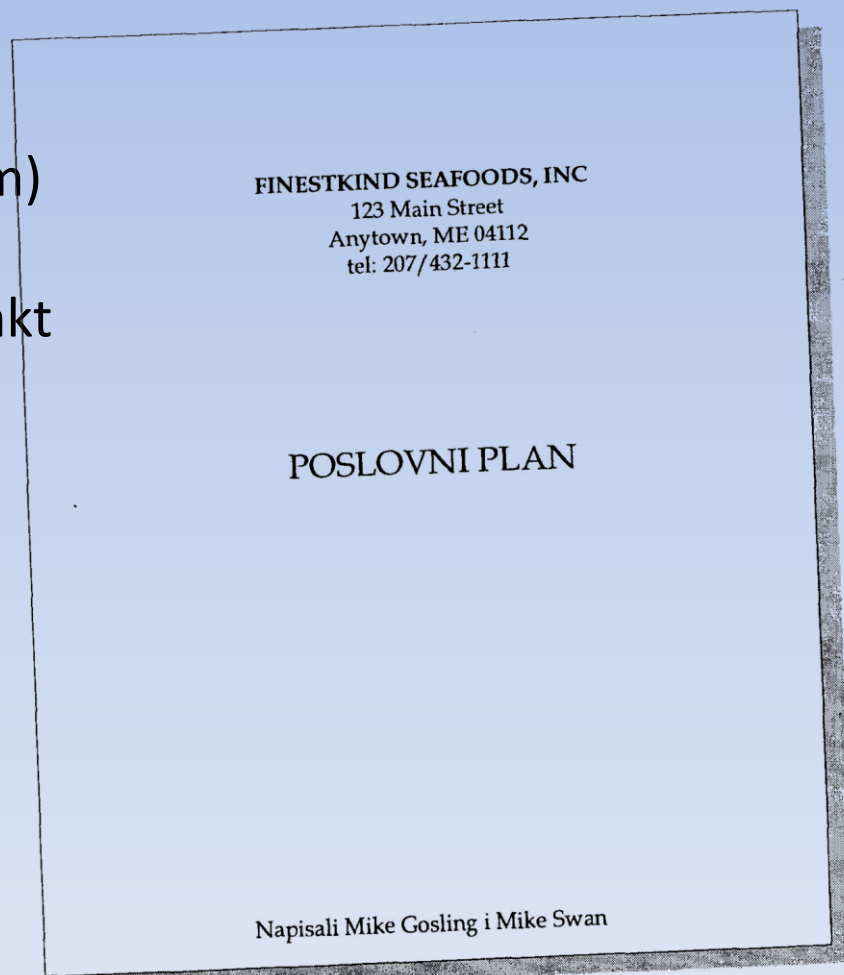 FINESTKIND SEAFOODS, INC
123 Main Street
Anytown, ME 04112
tel: 207/432-1111
POSLOVNI PLAN
Napisali Mike Gosling i Mike Swan